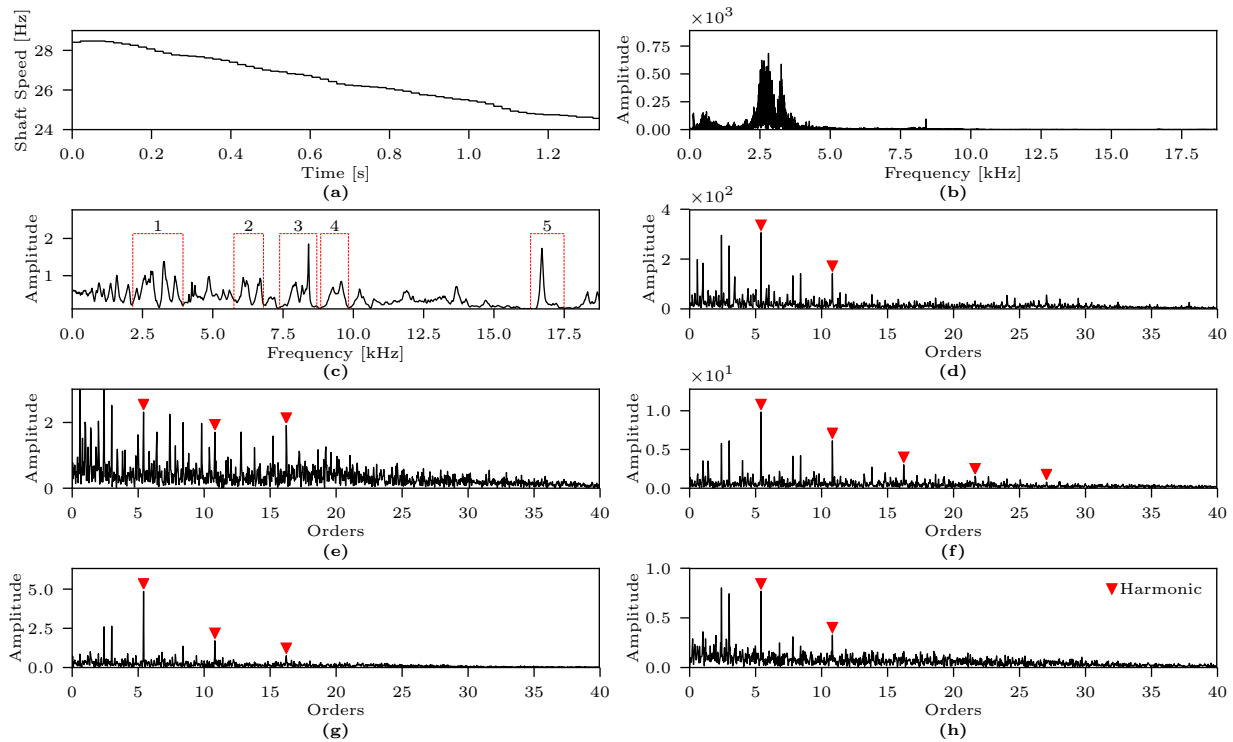 Shaft Speed [Hz]
28
26
24
0.0 0.2 0.4 0.6 0.8 1.0 1.2
Time [s]
(a)
×10³
Amplitude
0.75
0.50
0.25
0.00
0.0 2.5 5.0 7.5 10.0 12.5 15.0 17.5
Frequency [kHz]
(b)
Amplitude
2
1
1 2 3 4 5
0.0 2.5 5.0 7.5 10.0 12.5 15.0 17.5
Frequency [kHz]
(c)
×10²
Amplitude
4
2
0
0 5 10 15 20 25 30 35 40
Orders
(d)
Amplitude
2
0
0 5 10 15 20 25 30 35 40
Orders
(e)
×10¹
Amplitude
1.0
0.5
0.0
0 5 10 15 20 25 30 35 40
Orders
(f)
Amplitude
5.0
2.5
0.0
0 5 10 15 20 25 30 35 40
Orders
(g)
Amplitude
1.0
0.5
0.0
Harmonic
0 5 10 15 20 25 30 35 40
Orders
(h)